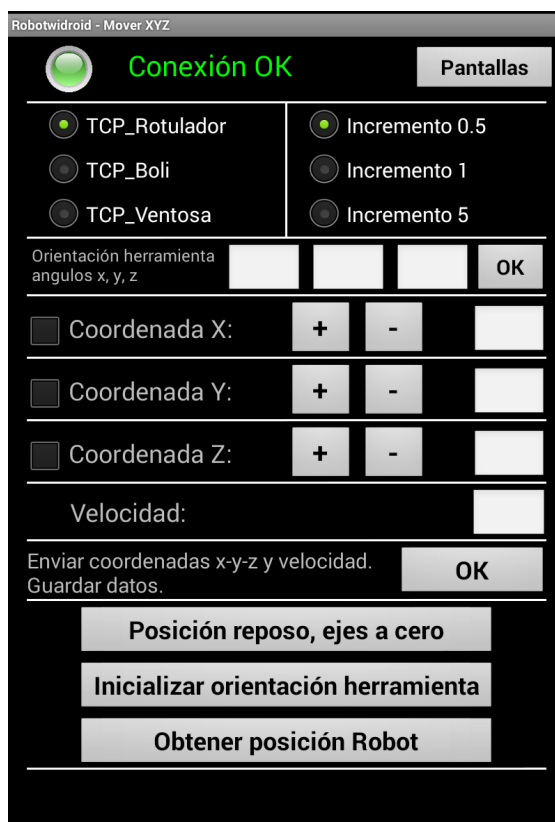 Robotwidroid - Mover XYZ
Conexión OK
Pantallas
TCP_Rotulador
Incremento 0.5
TCP_Boli
Incremento 1
TCP_Ventosa
Incremento 5
Orientación herramienta
angulos x, y, z
OK
Coordenada X:
+ -
Coordenada Y:
+ -
Coordenada Z:
+ -
Velocidad:
Enviar coordenadas x-y-z y velocidad.
Guardar datos.
OK
Posición reposo, ejes a cero
Inicializar orientación herramienta
Obtener posición Robot